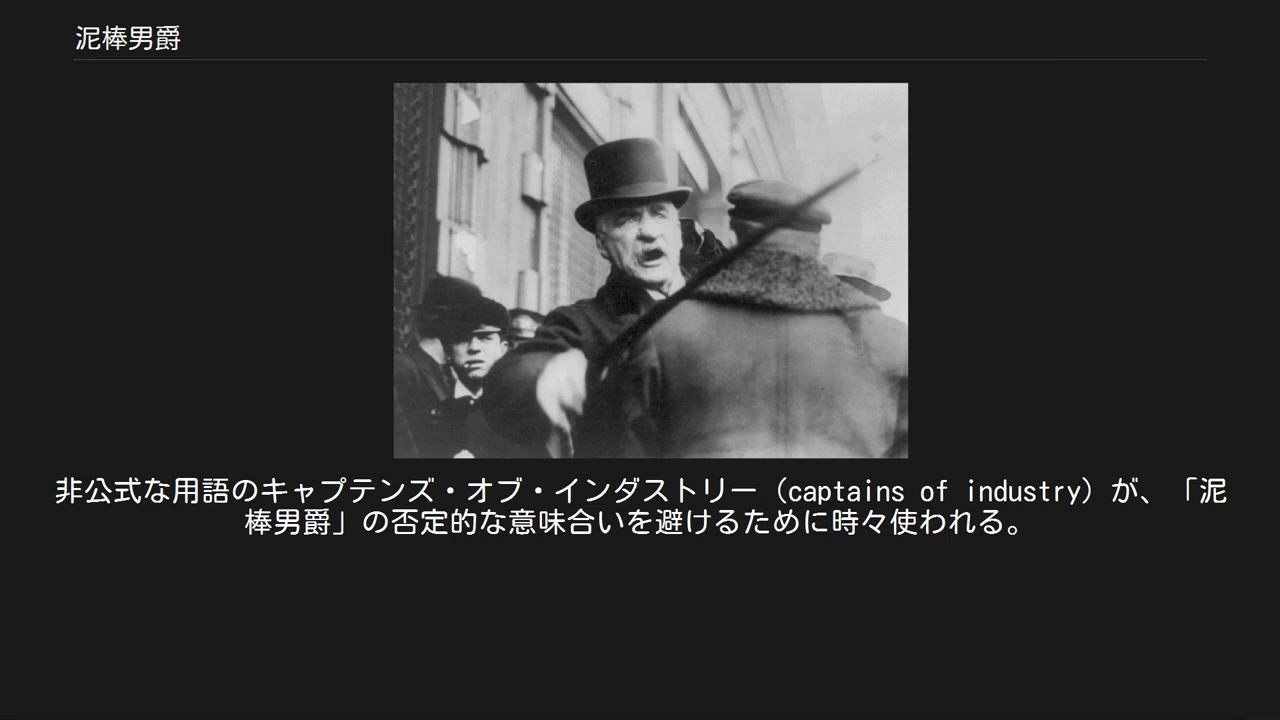 泥棒男爵
非公式な用語のキャプテンズ・オブ・インダストリー（captains of industry）が、「泥
棒男爵」の否定的な意味合いを避けるために時々使われる。